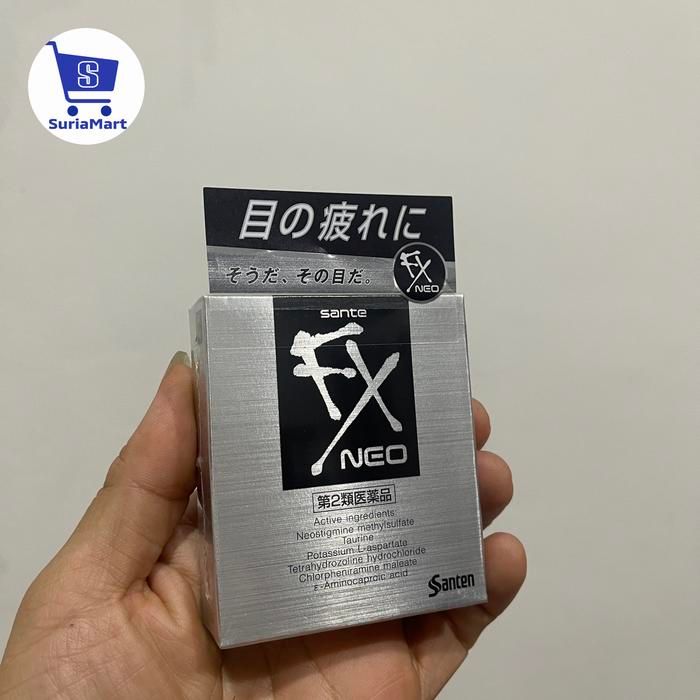 S
SuriaMart
目の疲れに
そうだ、その目だ。
FX
NEO
sante
FX
NEO
第2類医薬品
Active ingredients:
Neostigmine methylsulfate
Taurine
Potassium L-aspartate
Tetrahydrozoline hydrochloride
Chlorpheniramine maleate
ε-Aminocaproic acid
Santen